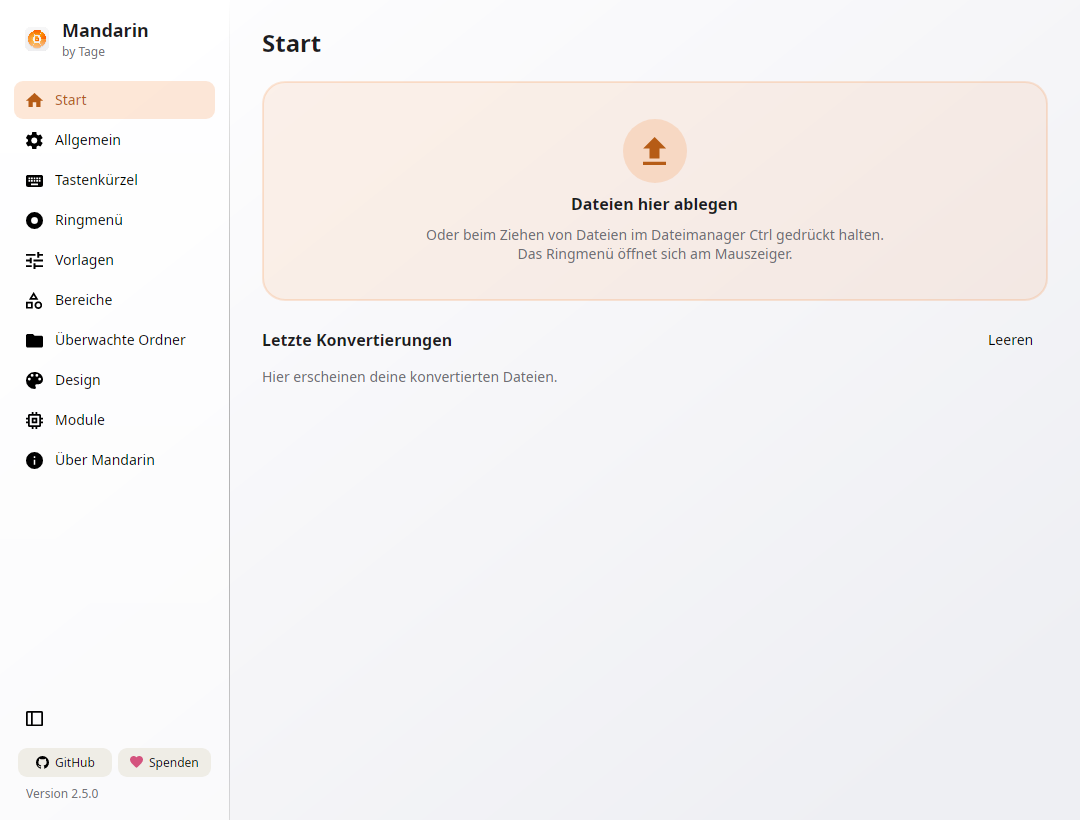 Mandarin
by Tage
Start
Allgemein
Tastenkürzel
Ringmenü
Vorlagen
Bereiche
Überwachte Ordner
Design
Module
Über Mandarin
GitHub
Spenden
Version 2.5.0
Start
Dateien hier ablegen
Oder beim Ziehen von Dateien im Dateimanager Ctrl gedrückt halten.
Das Ringmenü öffnet sich am Mauszeiger.
Letzte Konvertierungen
Leeren
Hier erscheinen deine konvertierten Dateien.